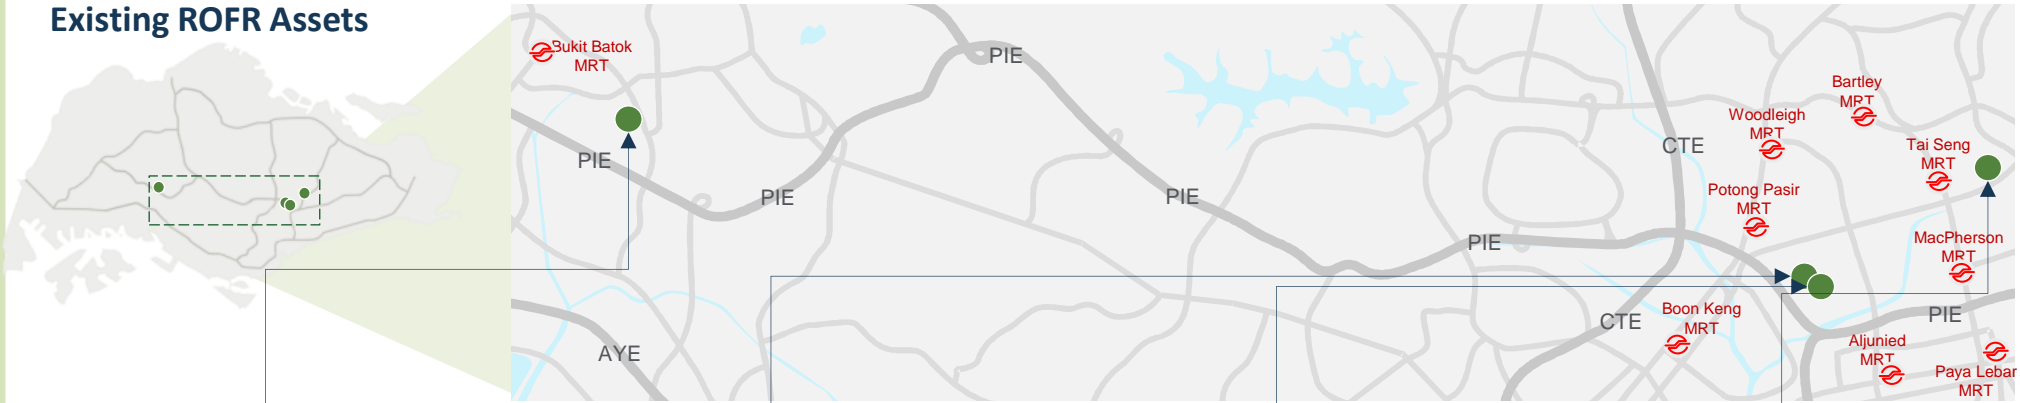 Existing ROFR Assets
Bukit Batok
MRT
PIE
PIE
PIE
PIE
PIE
AYE
CTE
CTE
Bartley
MRT
Woodleigh
MRT
Tai Seng
MRT
Potong Pasir
MRT
MacPherson
MRT
Boon Keng
MRT
PIE
Aljunied
MRT
Paya Lebar
MRT